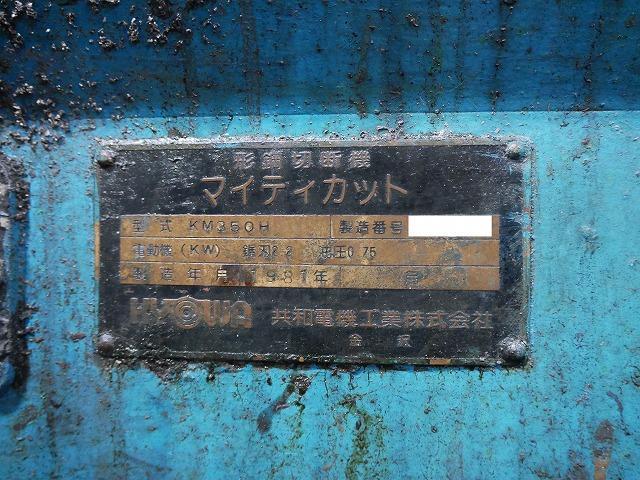 形鋼切断機
マイティカット
型式 KM350H 製造番号
電動機(KW) 鋸刃2.2 油圧0.75
製造年月 1981年 月
KYOWA 共和電機工業株式会社
金沢